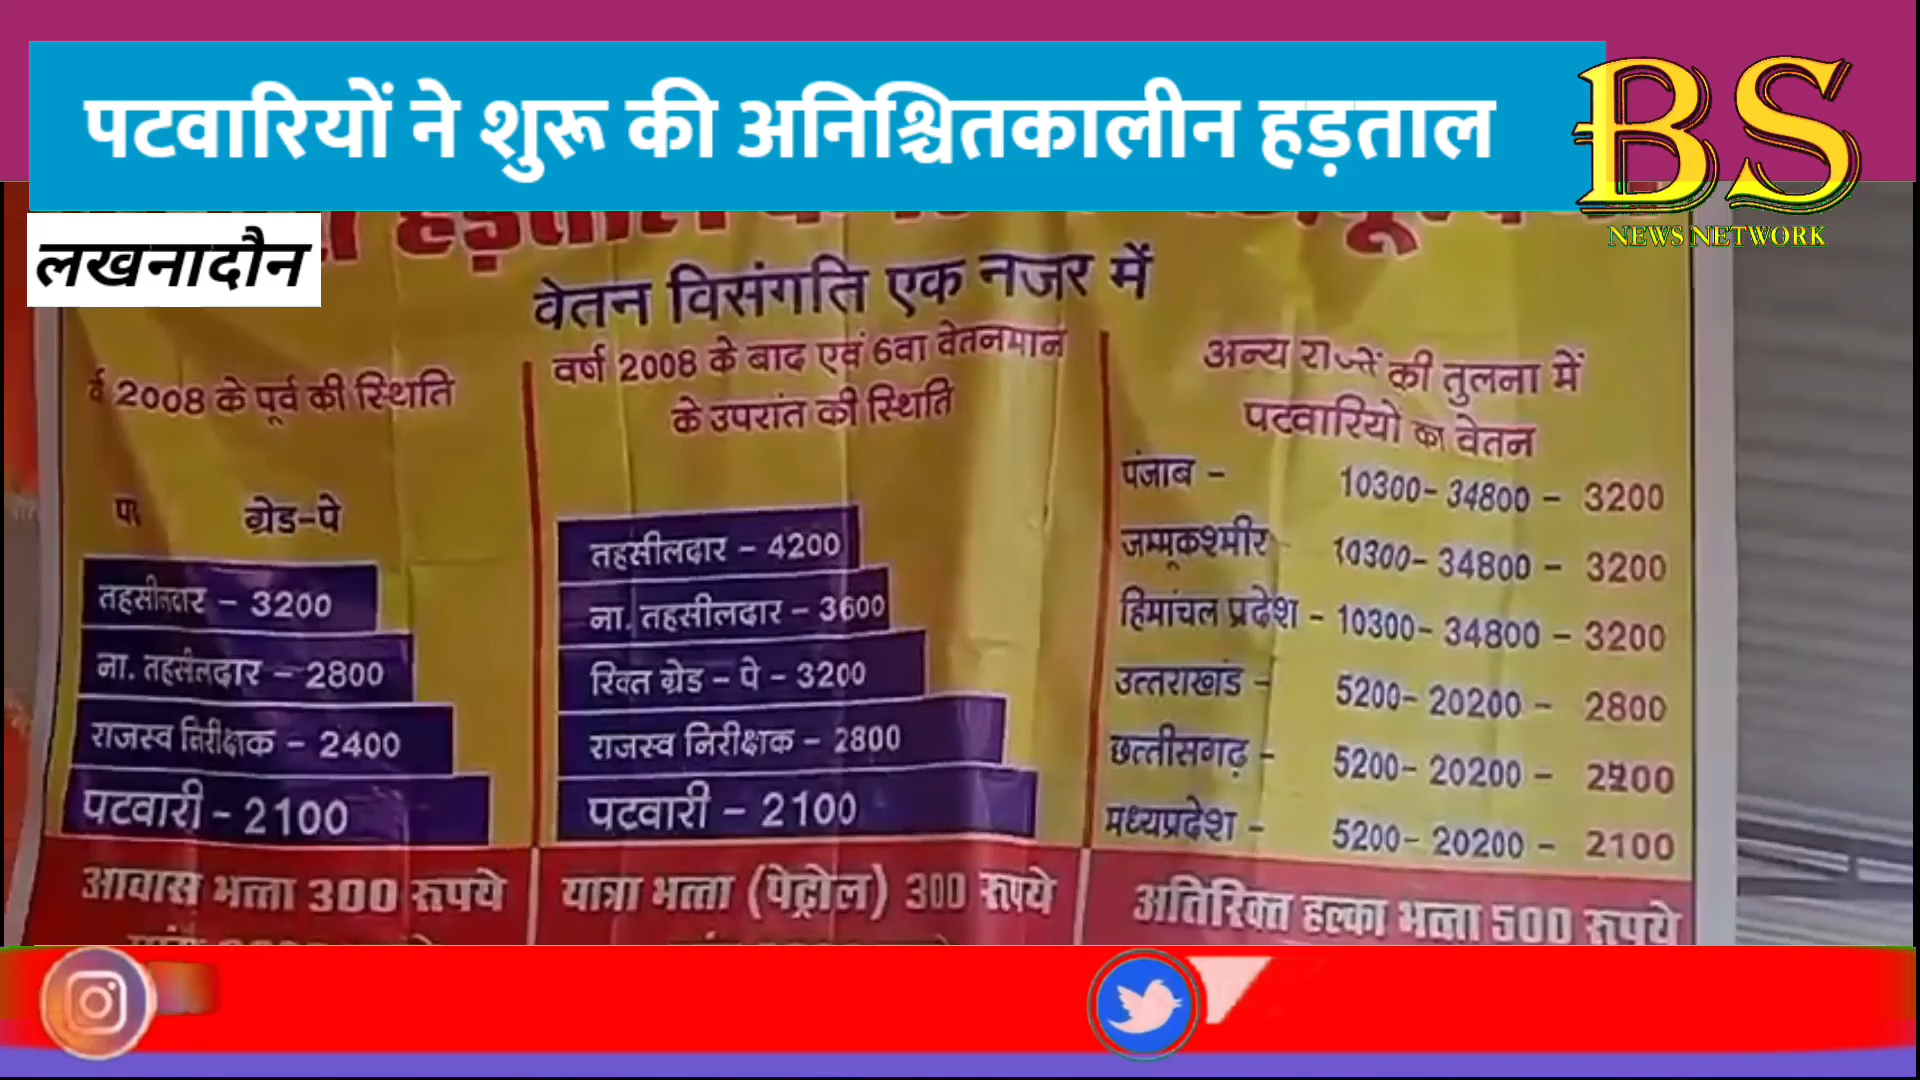 पटवारियों ने शुरू की अनिश्चितकालीन हड़ताल
BS
NEWS NETWORK
लखनादौन
हड़ताल
वेतन विसंगति एक नजर में
2008 के पूर्व की स्थिति
ग्रेड-पे
तहसीलदार - 3200
ना. तहसीलदार - 2800
राजस्व निरीक्षक - 2400
पटवारी - 2100
आवास भत्ता 300 रूपये
वर्ष 2008 के बाद एवं 6वा वेतनमान
के उपरांत की स्थिति
तहसीलदार - 4200
ना. तहसीलदार - 3600
रिक्त ग्रेड - पे - 3200
राजस्व निरीक्षक - 2800
पटवारी - 2100
यात्रा भत्ता (पेट्रोल) 300 रूपये
अन्य की तुलना में
पटवारियो का वेतन
पंजाब - 10300- 34800 - 3200
जम्मूकश्मीर - 10300- 34800 - 3200
हिमांचल प्रदेश - 10300- 34800 - 3200
उत्तराखंड - 5200- 20200 - 2800
छत्तीसगढ़ - 5200- 20200 -
मध्यप्रदेश - 5200- 20200 - 2100
अतिरिक्त हल्का भत्ता 500 रूपये